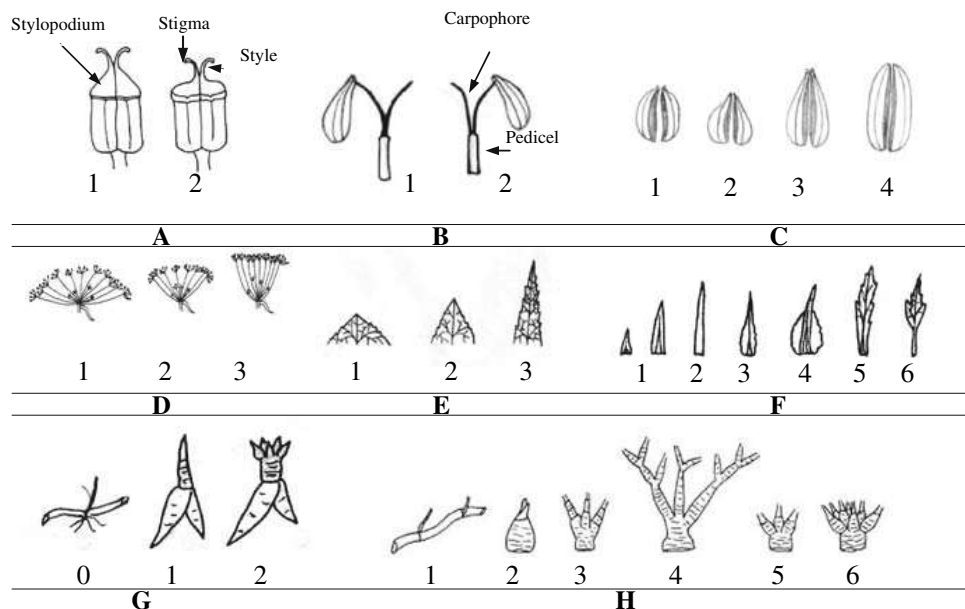 Stylopodium Stigma Carpophore
Style
Pedicel
1 2 1 2 1 2 3 4
A B C
1 2 3 1 2 3 1 2 3 4 5 6
D E F
0 1 2 1 2 3 4 5 6
G H